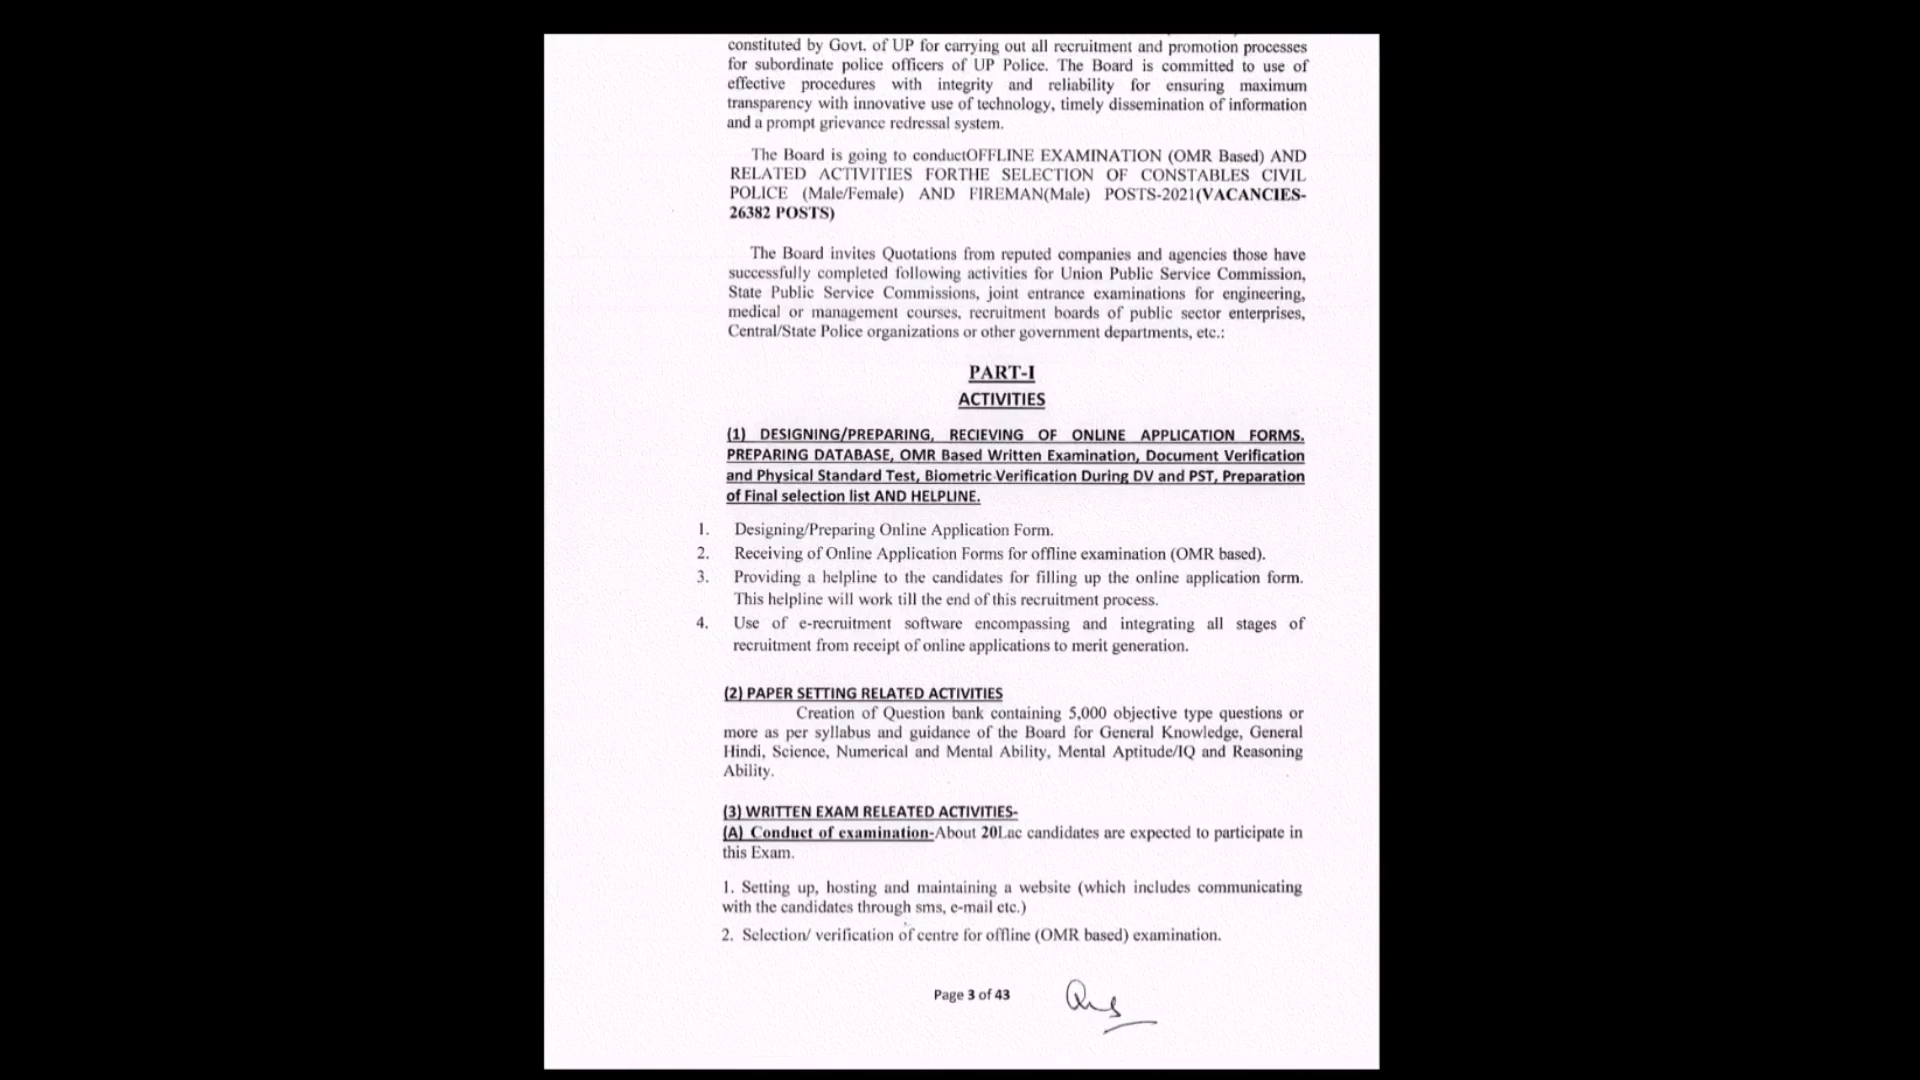 constituted by Govt. of UP for carrying out all recruitment and promotion processes
for subordinate police officers of UP Police. The Board is committed to use of
effective procedures with integrity and reliability for ensuring maximum
transparency with innovative use of technology, timely dissemination of information
and a prompt grievance redressal system.
The Board is going to conductOFFLINE EXAMINATION (OMR Based) AND
RELATED ACTIVITIES FORTHE SELECTION OF CONSTABLES CIVIL
POLICE (Male/Female) AND FIREMAN(Male) POSTS-2021(VACANCIES-
26382 POSTS)
The Board invites Quotations from reputed companies and agencies those have
successfully completed following activities for Union Public Service Commission,
State Public Service Commissions, joint entrance examinations for engineering,
medical or management courses, recruitment boards of public sector enterprises,
Central/State Police organizations or other government departments, etc.:
PART-I
ACTIVITIES
(1) DESIGNING/PREPARING, RECIEVING OF ONLINE APPLICATION FORMS.
PREPARING DATABASE, OMR Based Written Examination, Document Verification
and Physical Standard Test, Biometric Verification During DV and PST, Preparation
of Final selection list AND HELPLINE.
1. Designing/Preparing Online Application Form.
2. Receiving of Online Application Forms for offline examination (OMR based).
3. Providing a helpline to the candidates for filling up the online application form.
This helpline will work till the end of this recruitment process.
4. Use of e-recruitment software encompassing and integrating all stages of
recruitment from receipt of online applications to merit generation.
(2) PAPER SETTING RELATED ACTIVITIES
Creation of Question bank containing 5,000 objective type questions or
more as per syllabus and guidance of the Board for General Knowledge, General
Hindi, Science, Numerical and Mental Ability, Mental Aptitude/IQ and Reasoning
Ability.
(3) WRITTEN EXAM RELEATED ACTIVITIES-
(A) Conduct of examination-About 20Lac candidates are expected to participate in
this Exam.
1. Setting up, hosting and maintaining a website (which includes communicating
with the candidates through sms, e-mail etc.)
2. Selection/ verification of centre for offline (OMR based) examination.
Page 3 of 43